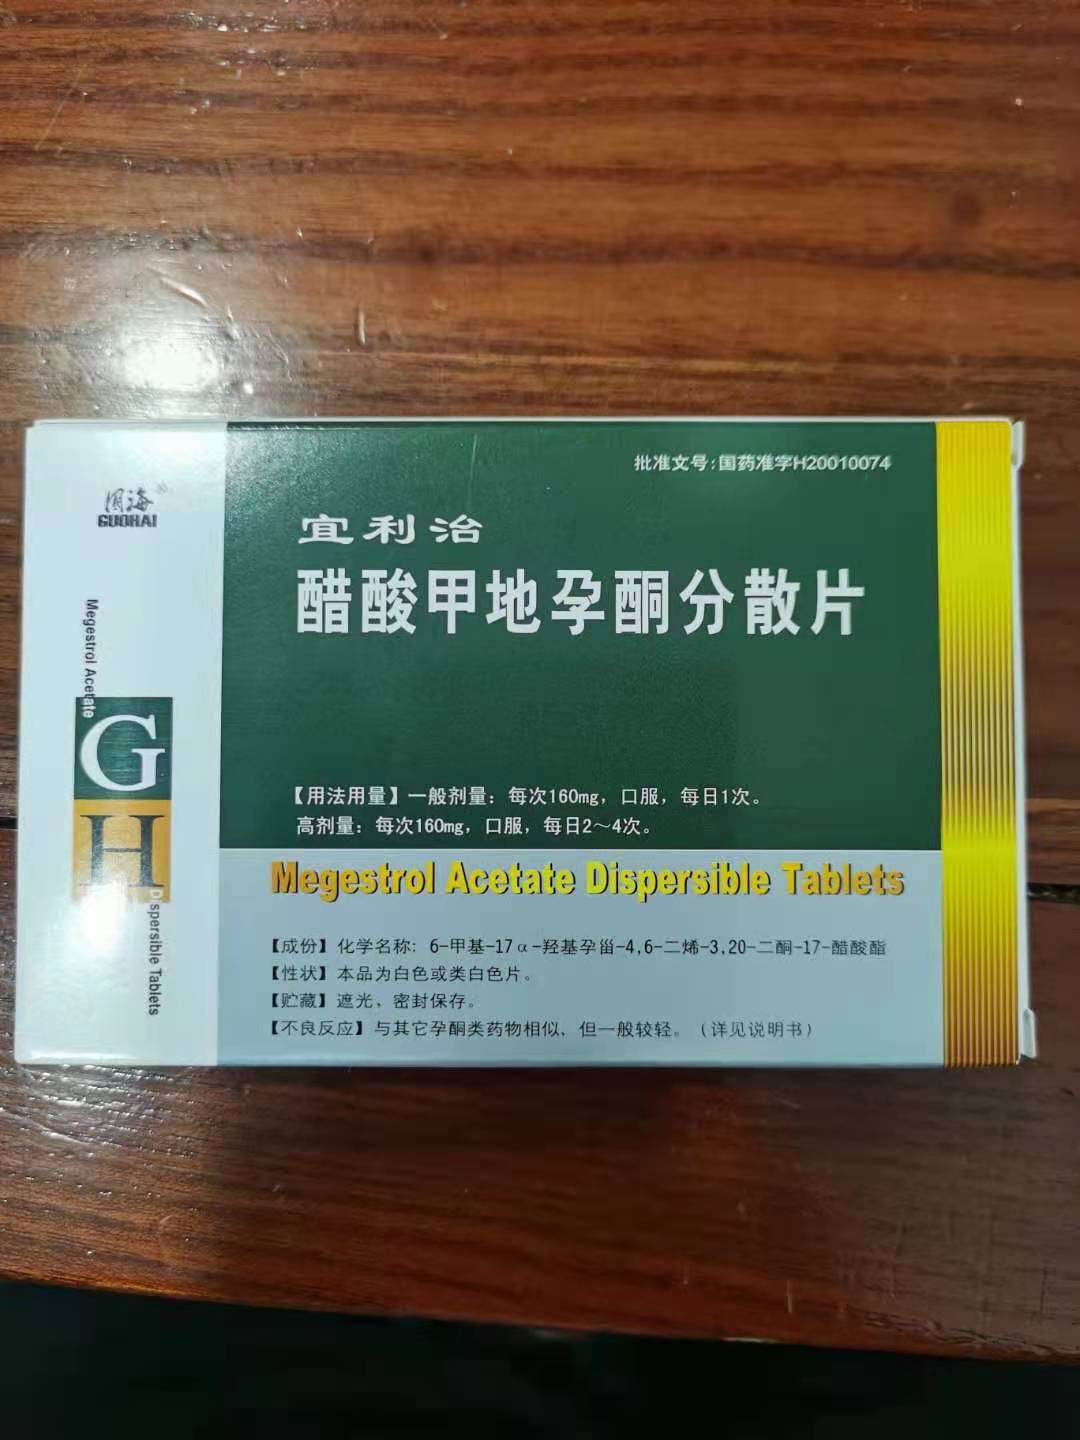 批准文号:国药准字H20010074
国海®
GUOHAI
宜利治
醋酸甲地孕酮分散片
Megestrol Acetate
GH
Dispersible Tablets
【用法用量】一般剂量：每次160mg，口服，每日1次。
高剂量：每次160mg，口服，每日2～4次。
Megestrol Acetate Dispersible Tablets
【成份】化学名称：6-甲基-17α-羟基孕甾-4,6-二烯-3,20-二酮-17-醋酸酯
【性状】本品为白色或类白色片。
【贮藏】遮光、密封保存。
【不良反应】与其它孕酮类药物相似、但一般较轻。（详见说明书）